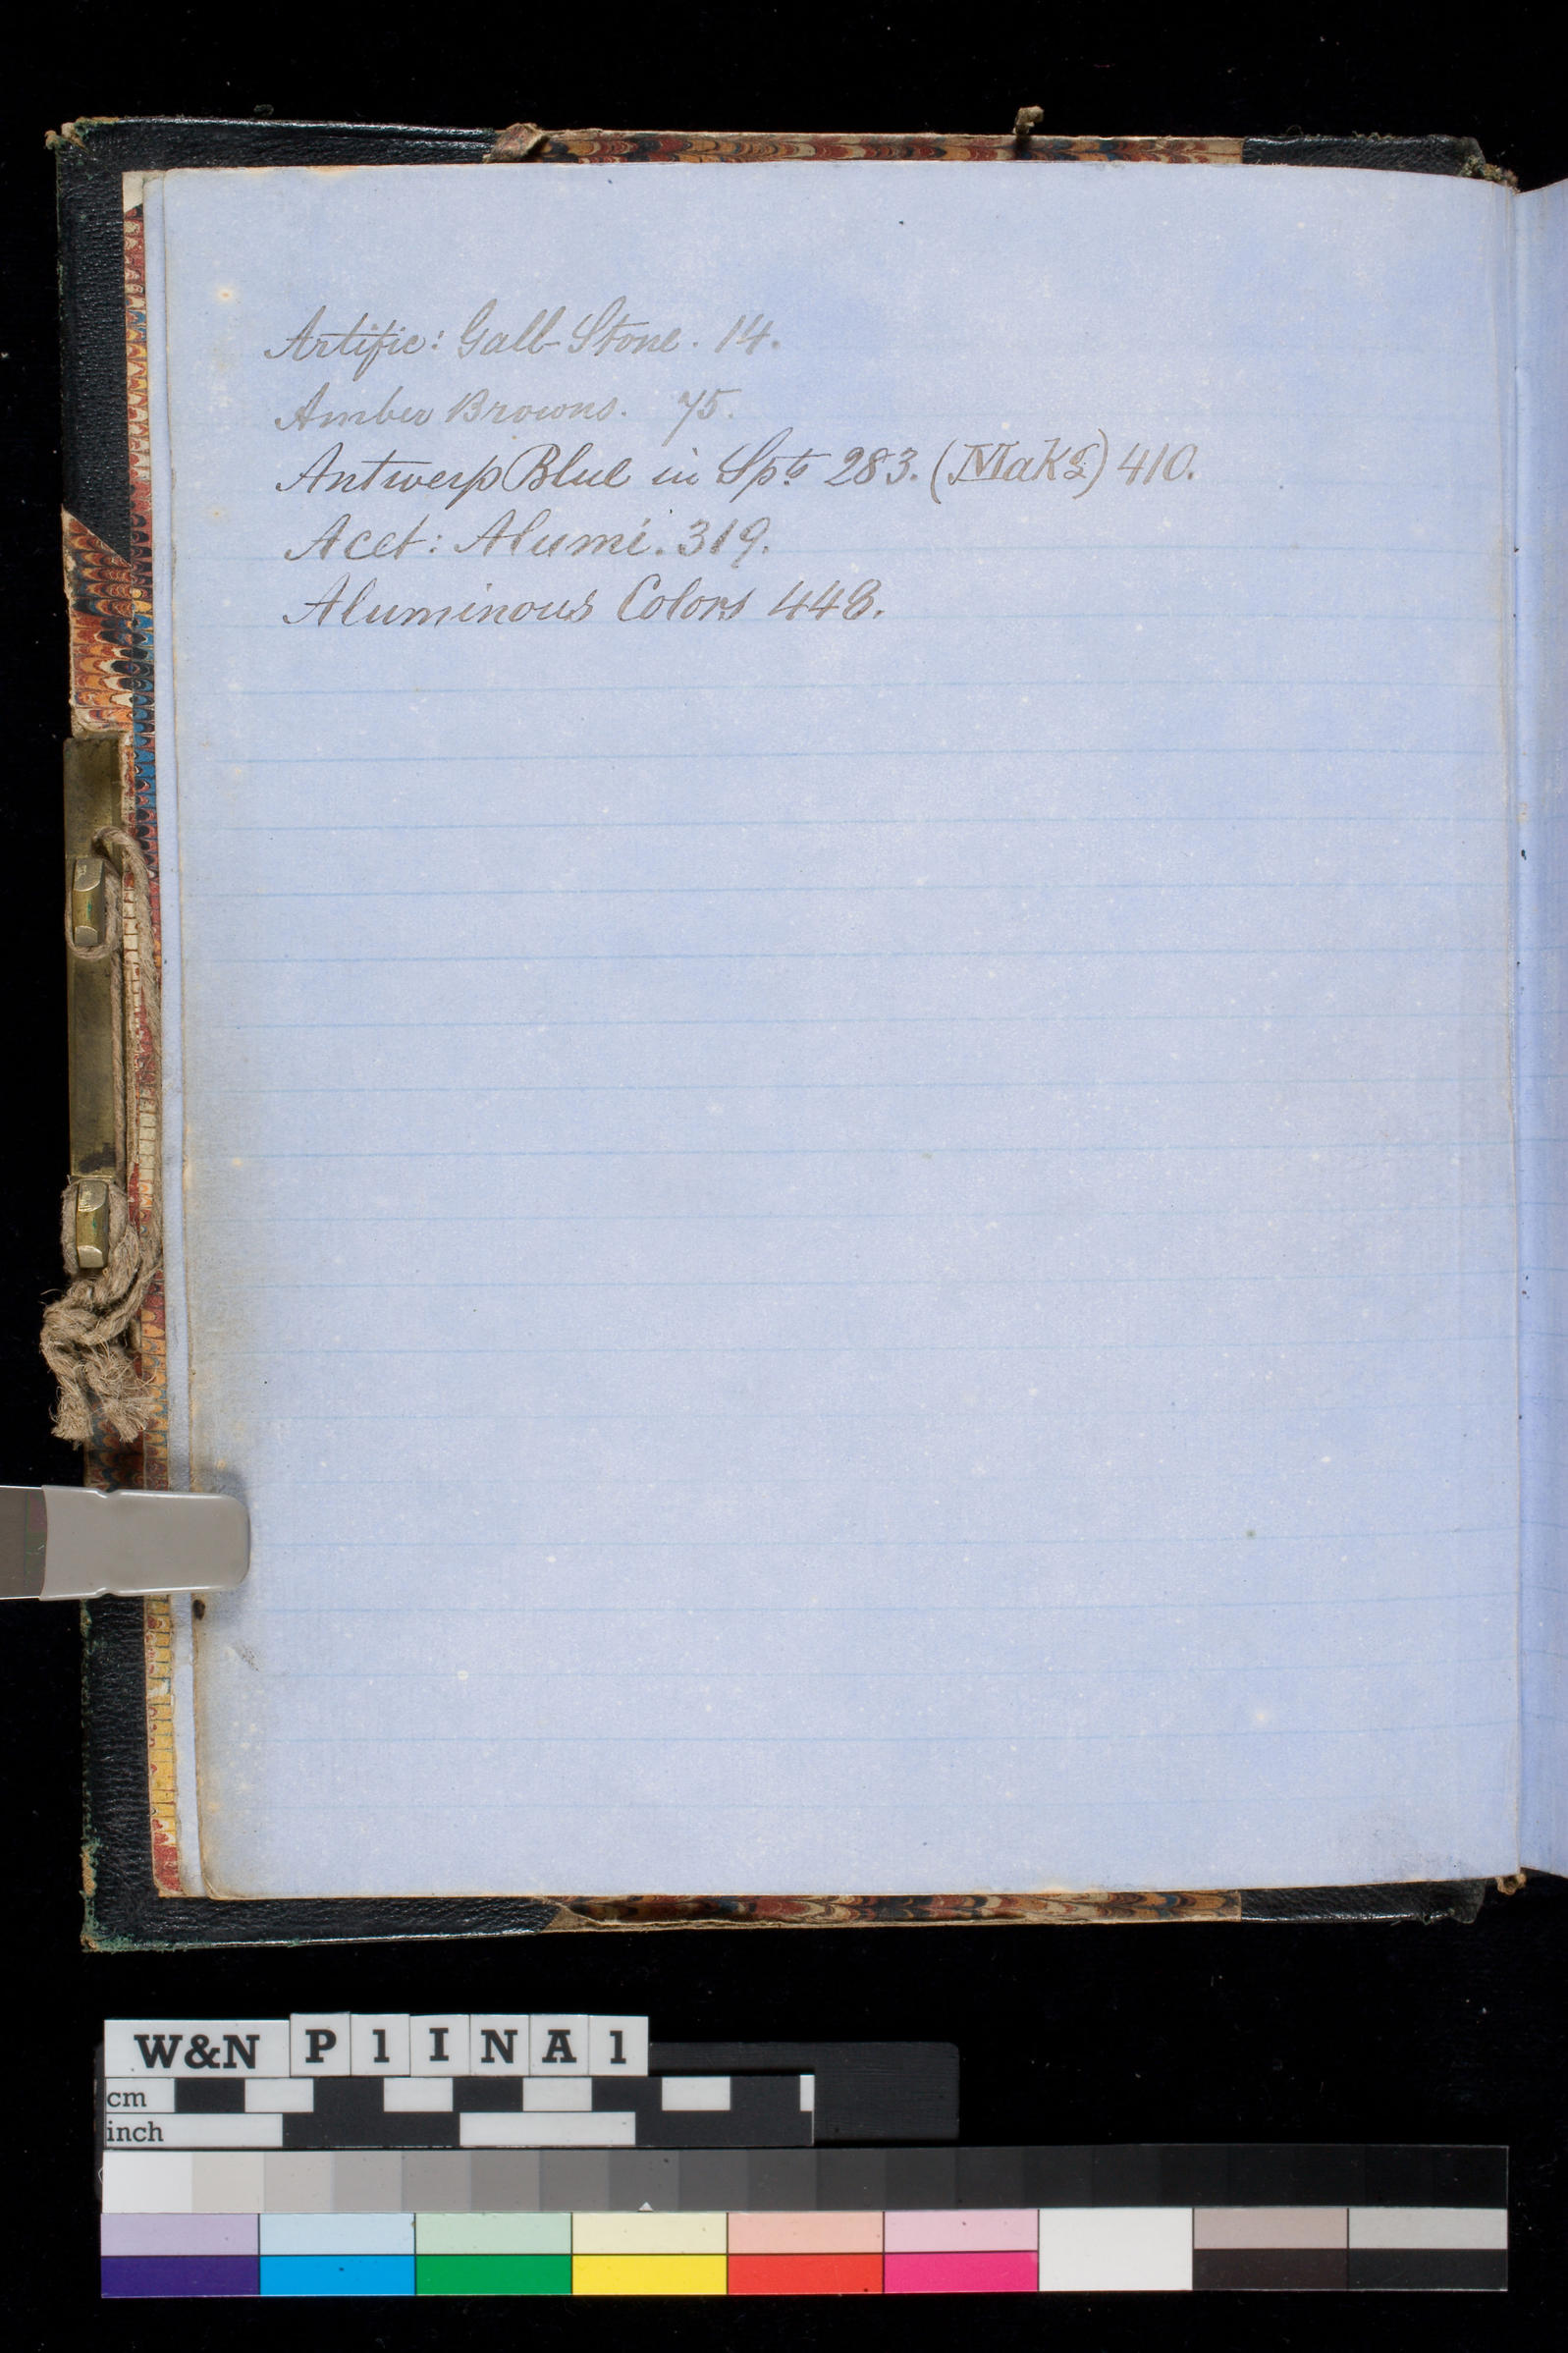 Artific: Gall-Stone. 14.
Amber Browns. 75.
Antwerp Blue in Spts 283. (MaKg) 410.
Acet: Alumi. 319.
Aluminous Colors 448.
W&N P1INA1
cm
inch